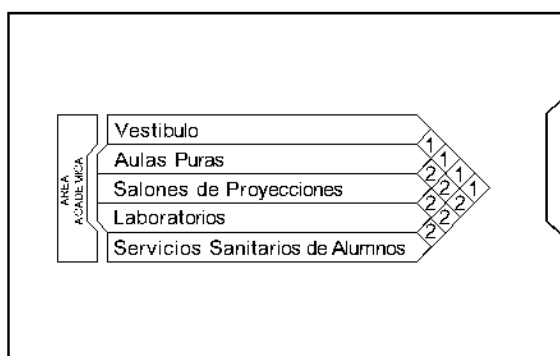 AREA
ACADEMICA
Vestibulo
Aulas Puras
Salones de Proyecciones
Laboratorios
Servicios Sanitarios de Alumnos
1
1
2 1
2 1
2 2
2
2